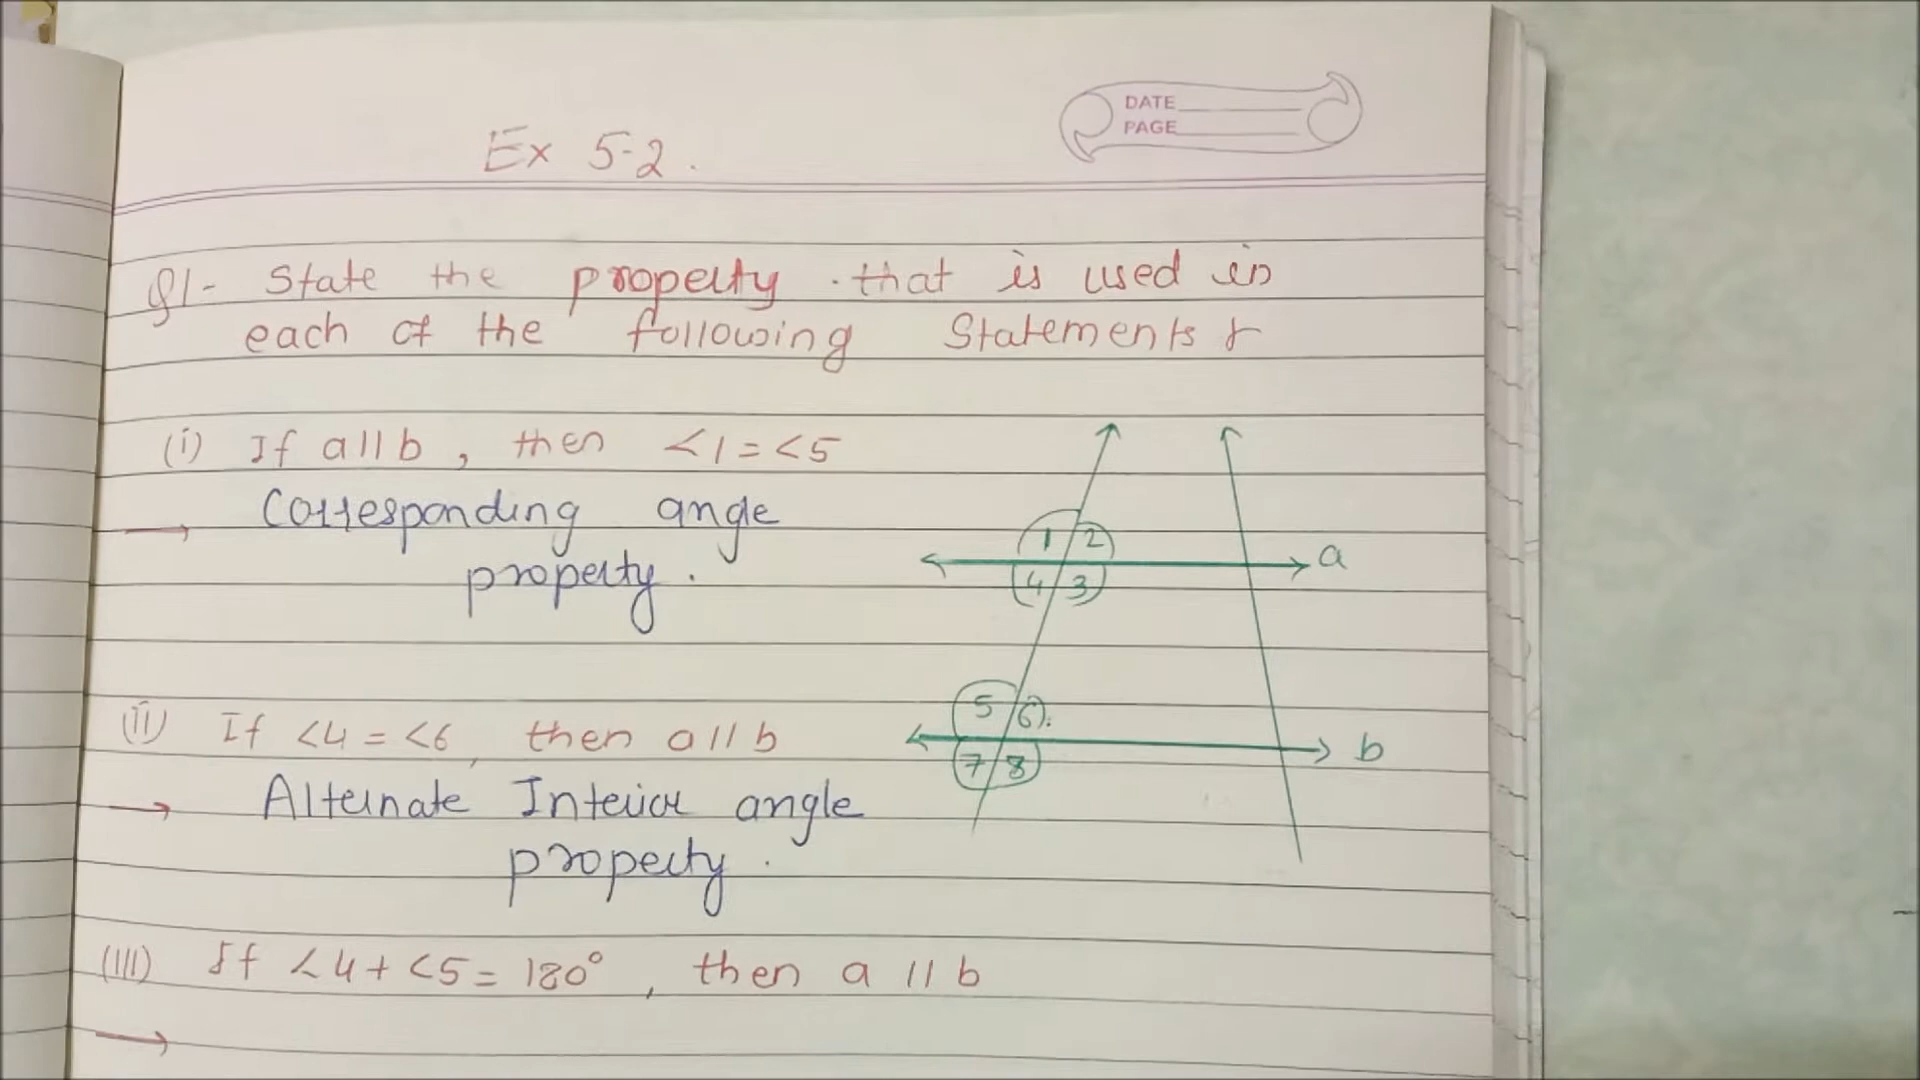 DATE
PAGE
Ex 5.2.
Q1- State the property that is used in
each of the following Statements
(i) If a||b, then <1=<5
→ Corresponding angle
property.
1 2
a
4 3
5 6
b
7 8
(ii) If <4=<6, then a||b
→ Alternate Interior angle
property.
(III) If <4+<5=180°, then a||b
→